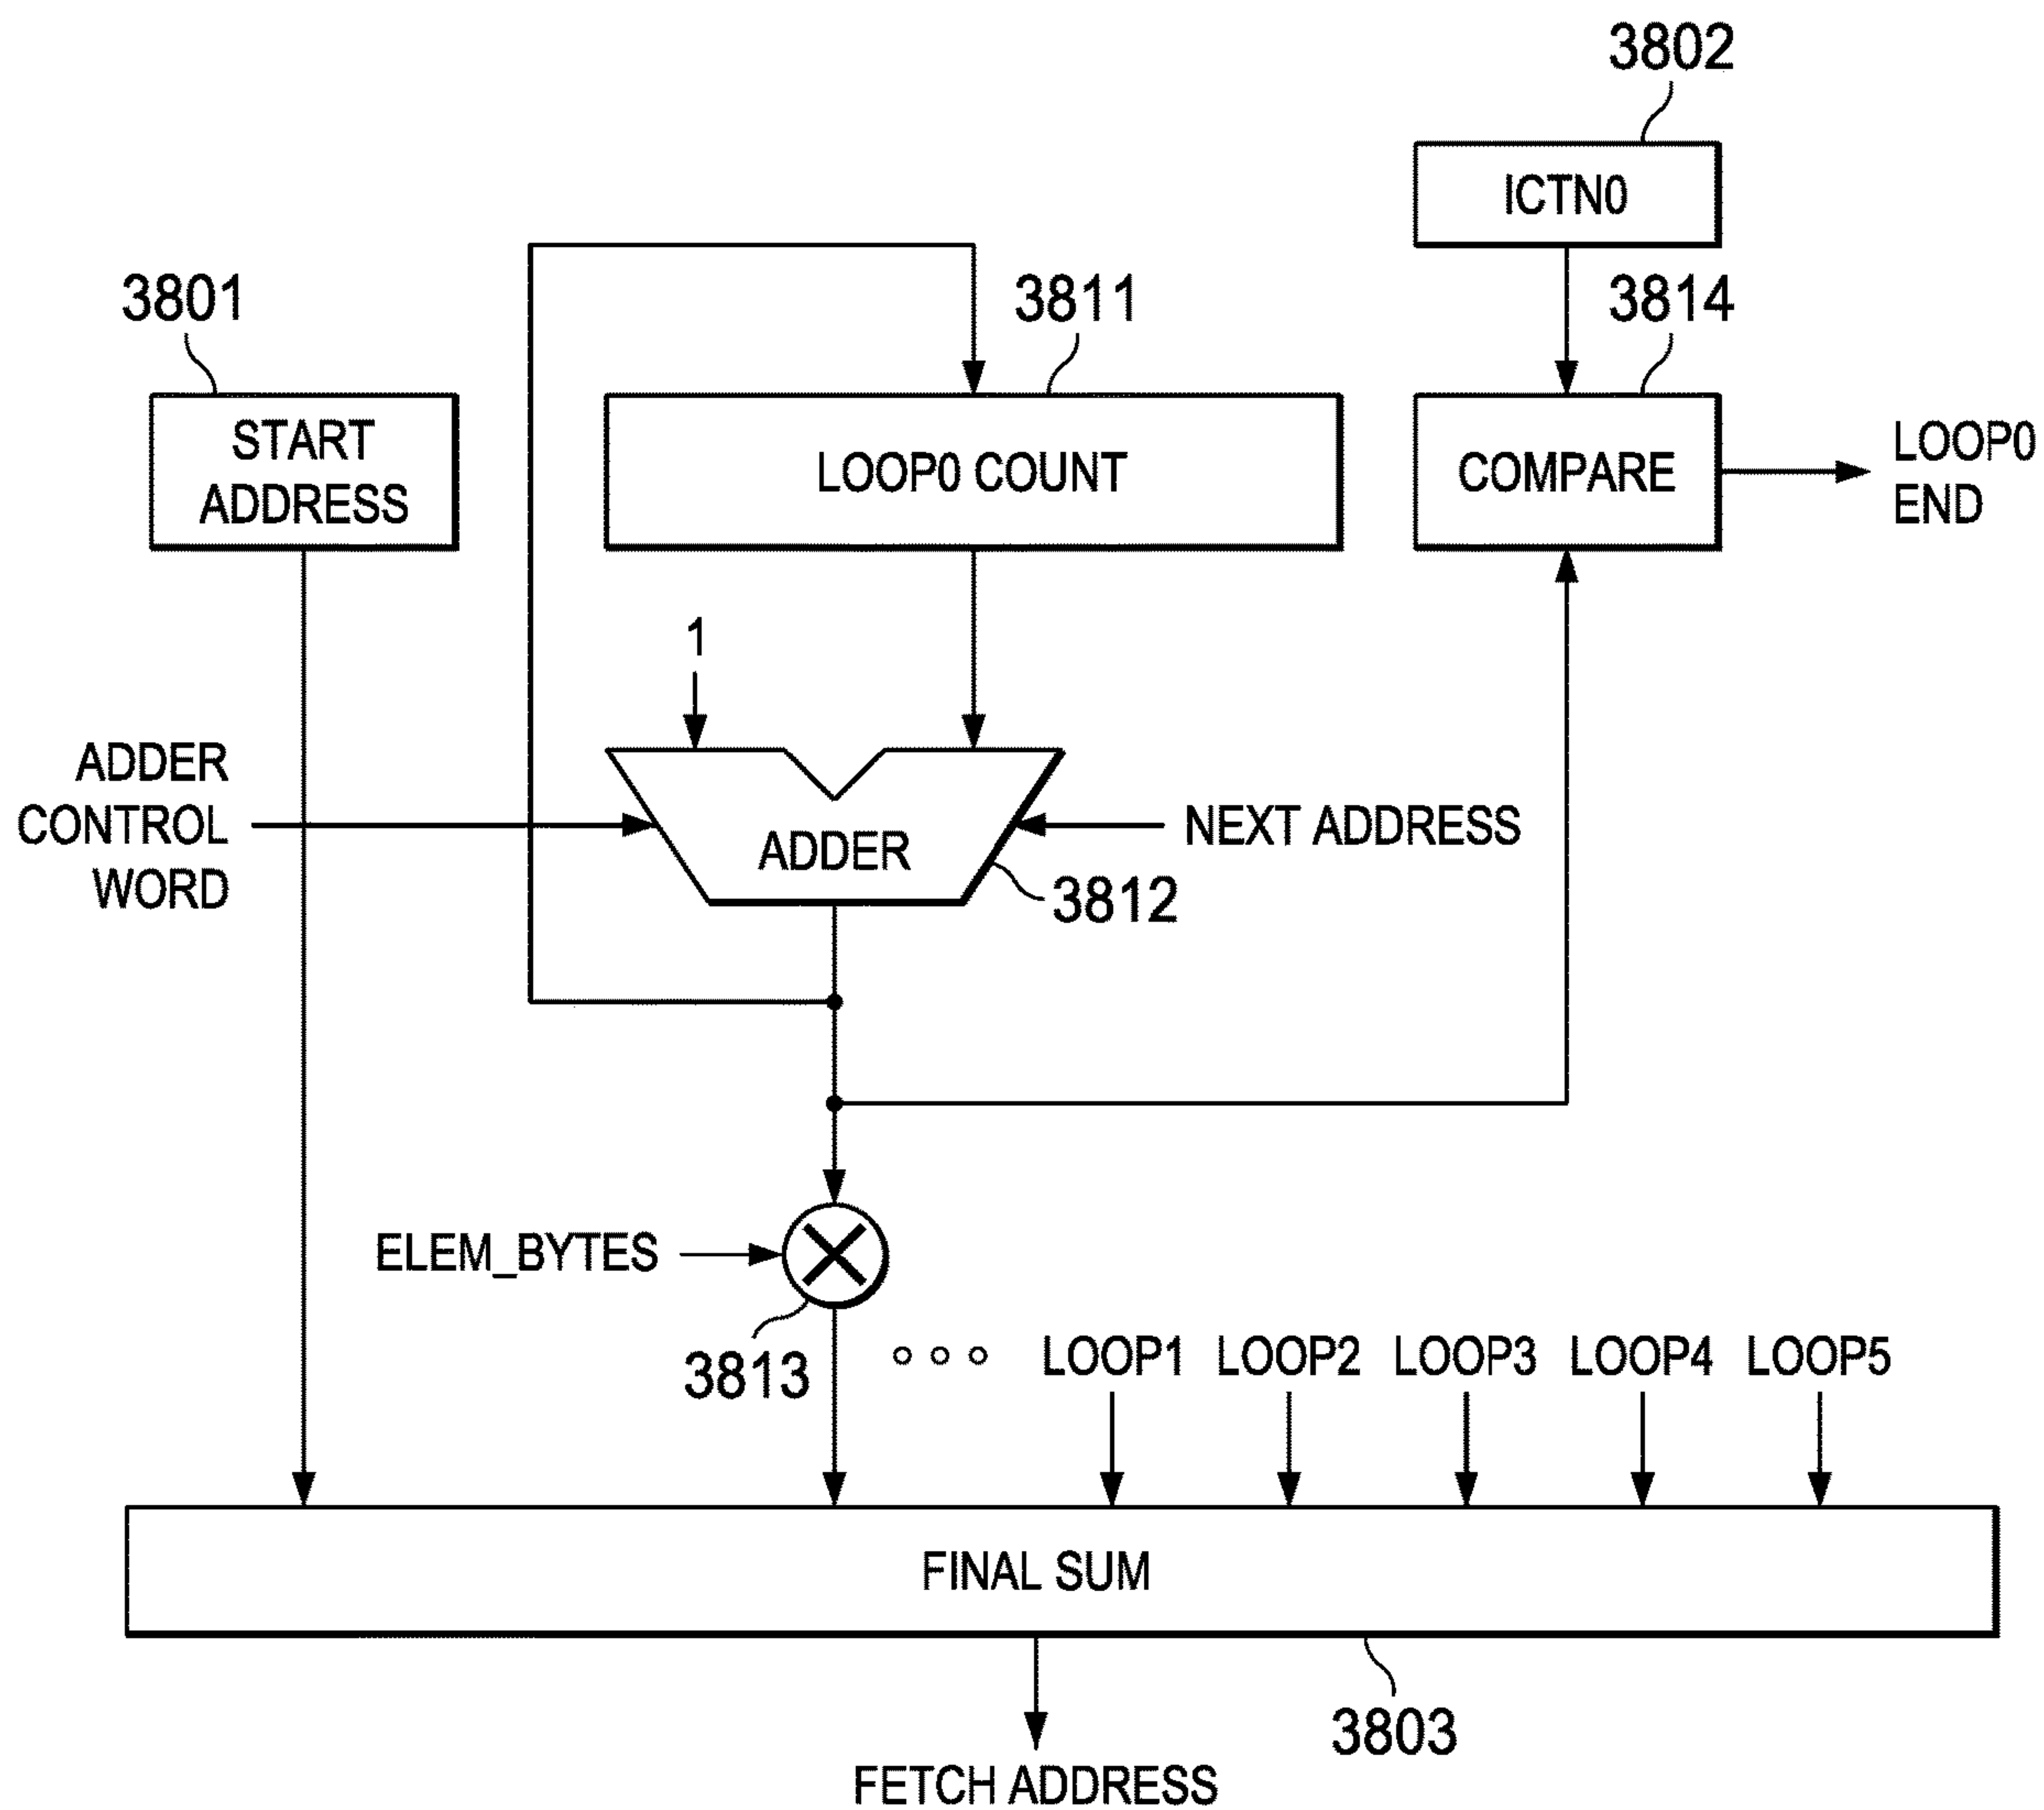 3802
ICTN0
3801
3811
3814
START
ADDRESS
LOOP0 COUNT
COMPARE
LOOP0
END
1
ADDER
CONTROL
WORD
ADDER
NEXT ADDRESS
3812
ELEM_BYTES
3813
LOOP1
LOOP2
LOOP3
LOOP4
LOOP5
FINAL SUM
3803
FETCH ADDRESS